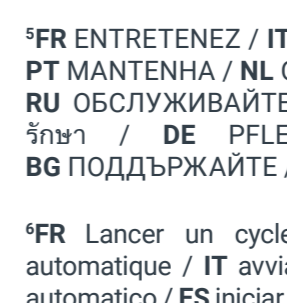 ⁵FR ENTRETENEZ / IT
PT MANTENHA / NL
RU ОБСЛУЖИВАЙТЕ
รักษา / DE PFLE
BG ПОДДЪРЖАЙТЕ /
⁶FR Lancer un cycle
automatique / IT avvia
automatico / ES iniciar